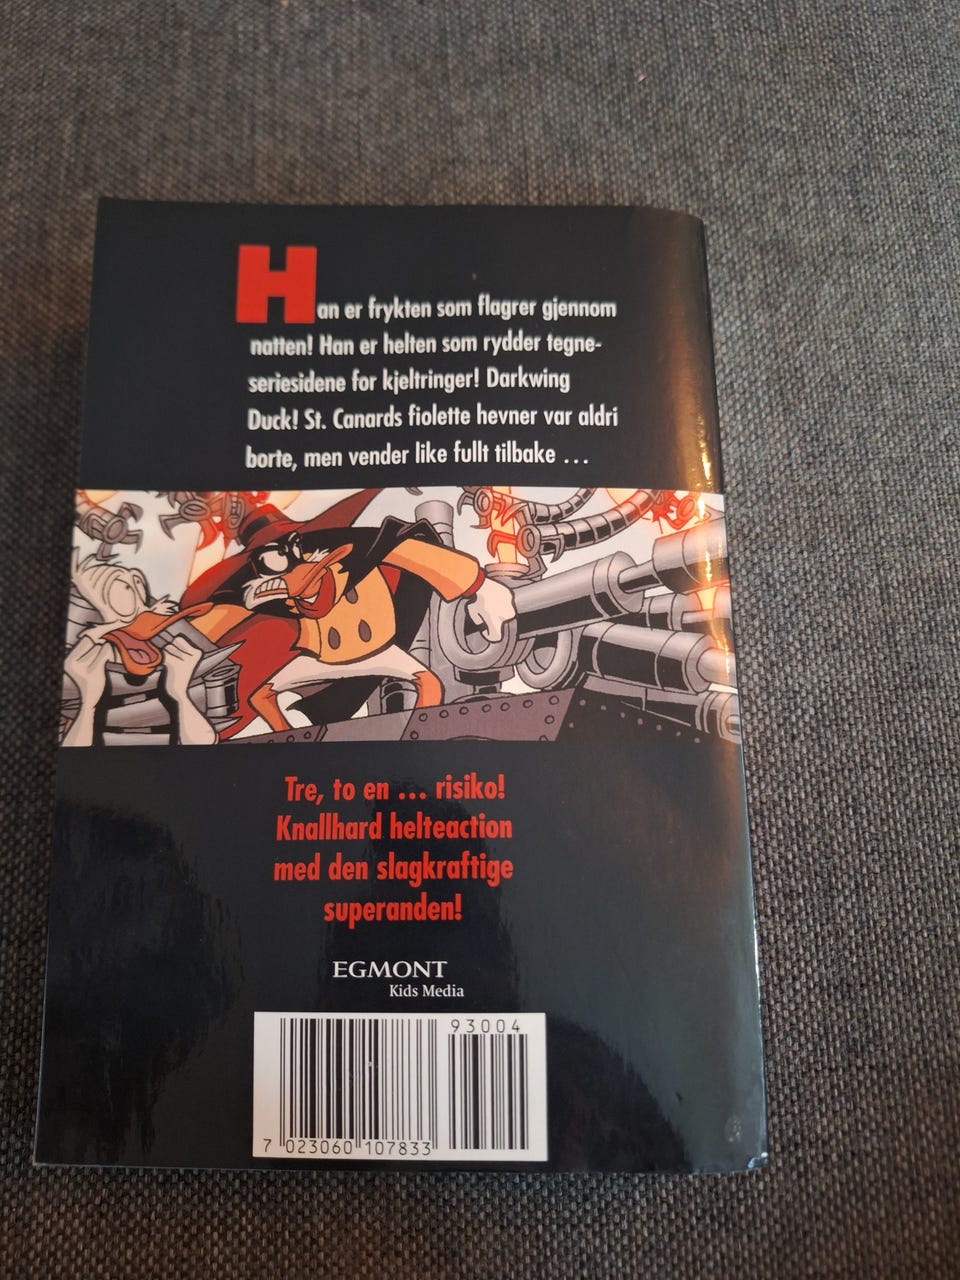 Han er frykten som flagrer gjennom
natten! Han er helten som rydder tegne-
seriesidene for kjeltringer! Darkwing
Duck! St. Canards fiolette hevner var aldri
borte, men vender like fullt tilbake ...
Tre, to en ... risiko!
Knallhard helteaction
med den slagkraftige
superanden!
EGMONT
Kids Media
93004
7 023060 107833